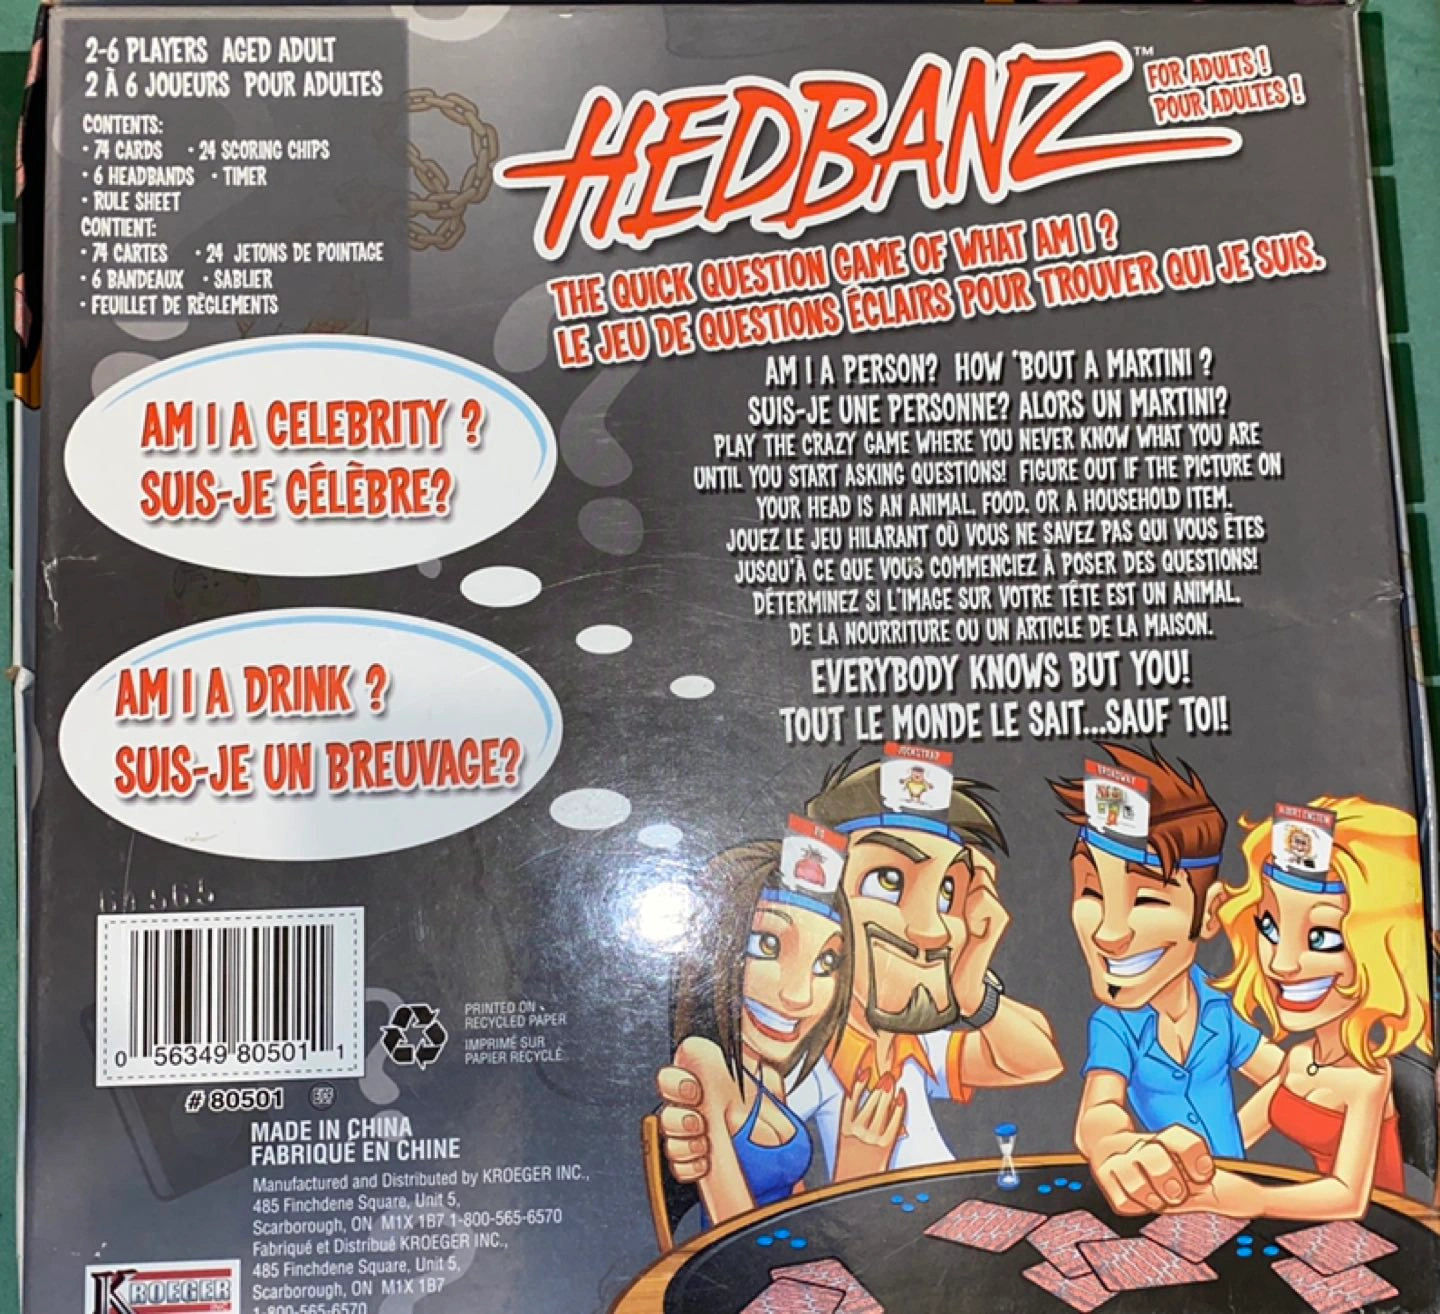 2-6 PLAYERS AGED ADULT
2 À 6 JOUEURS POUR ADULTES
CONTENTS:
• 74 CARDS • 24 SCORING CHIPS
• 6 HEADBANDS • TIMER
• RULE SHEET
CONTIENT:
• 74 CARTES • 24 JETONS DE POINTAGE
• 6 BANDEAUX • SABLIER
• FEUILLET DE RÈGLEMENTS
HEDBANZ™
FOR ADULTS !
POUR ADULTES !
THE QUICK QUESTION GAME OF WHAT AM I ?
LE JEU DE QUESTIONS ÉCLAIRS POUR TROUVER QUI JE SUIS.
AM I A PERSON? HOW 'BOUT A MARTINI ?
SUIS-JE UNE PERSONNE? ALORS UN MARTINI?
PLAY THE CRAZY GAME WHERE YOU NEVER KNOW WHAT YOU ARE
UNTIL YOU START ASKING QUESTIONS! FIGURE OUT IF THE PICTURE ON
YOUR HEAD IS AN ANIMAL, FOOD, OR A HOUSEHOLD ITEM.
JOUEZ LE JEU HILARANT OÙ VOUS NE SAVEZ PAS QUI VOUS ÊTES
JUSQU'À CE QUE VOUS COMMENCIEZ À POSER DES QUESTIONS!
DÉTERMINEZ SI L'IMAGE SUR VOTRE TÊTE EST UN ANIMAL,
DE LA NOURRITURE OU UN ARTICLE DE LA MAISON.
EVERYBODY KNOWS BUT YOU!
TOUT LE MONDE LE SAIT...SAUF TOI!
AM I A CELEBRITY ?
SUIS-JE CÉLÈBRE?
AM I A DRINK ?
SUIS-JE UN BREUVAGE?
JOCKSTRAP
BROADWAY
ALBERT EINSTEIN
0 56349 80501 1
# 80501
PRINTED ON
RECYCLED PAPER
IMPRIMÉ SUR
PAPIER RECYCLÉ
MADE IN CHINA
FABRIQUÉ EN CHINE
Manufactured and Distributed by KROEGER INC.,
485 Finchdene Square, Unit 5,
Scarborough, ON M1X 1B7 1-800-565-6570
Fabriqué et Distribué KROEGER INC.,
485 Finchdene Square, Unit 5,
Scarborough, ON M1X 1B7
1-800-565-6570
KROEGER
INC.